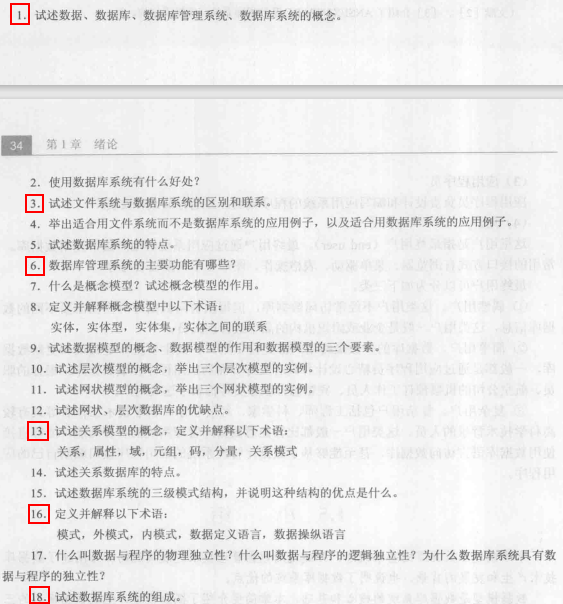 1. 试述数据、数据库、数据库管理系统、数据库系统的概念。
34 第1章 绪论
2. 使用数据库系统有什么好处?
3. 试述文件系统与数据库系统的区别和联系。
4. 举出适合用文件系统而不是数据库系统的应用例子,以及适合用数据库系统的应用例子。
5. 试述数据库系统的特点。
6. 数据库管理系统的主要功能有哪些?
7. 什么是概念模型?试述概念模型的作用。
8. 定义并解释概念模型中以下术语:
实体,实体型,实体集,实体之间的联系
9. 试述数据模型的概念、数据模型的作用和数据模型的三个要素。
10. 试述层次模型的概念,举出三个层次模型的实例。
11. 试述网状模型的概念,举出三个网状模型的实例。
12. 试述网状、层次数据库的优缺点。
13. 试述关系模型的概念,定义并解释以下术语:
关系,属性,域,元组,码,分量,关系模式
14. 试述关系数据库的特点。
15. 试述数据库系统的三级模式结构,并说明这种结构的优点是什么。
16. 定义并解释以下术语:
模式,外模式,内模式,数据定义语言,数据操纵语言
17. 什么叫数据与程序的物理独立性?什么叫数据与程序的逻辑独立性?为什么数据库系统具有数
据与程序的独立性?
18. 试述数据库系统的组成。